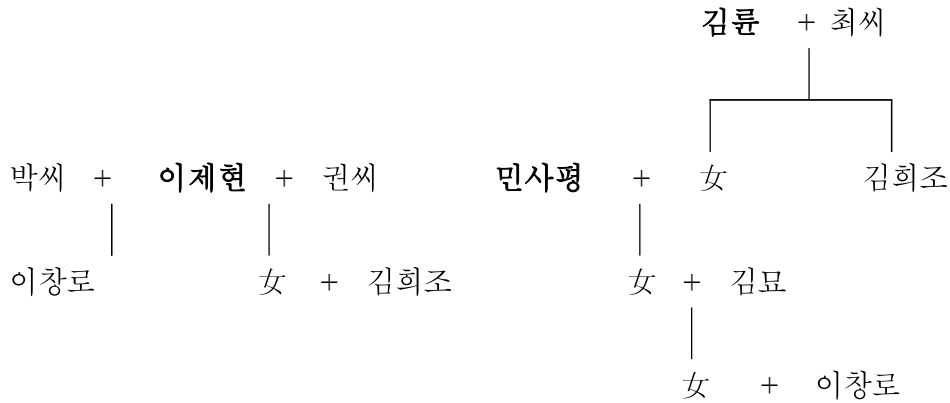 김륜 + 최씨
박씨 + 이제현 + 권씨 민사평 + 女 김희조
이창로 女 + 김희조 女 + 김묘
女 + 이창로